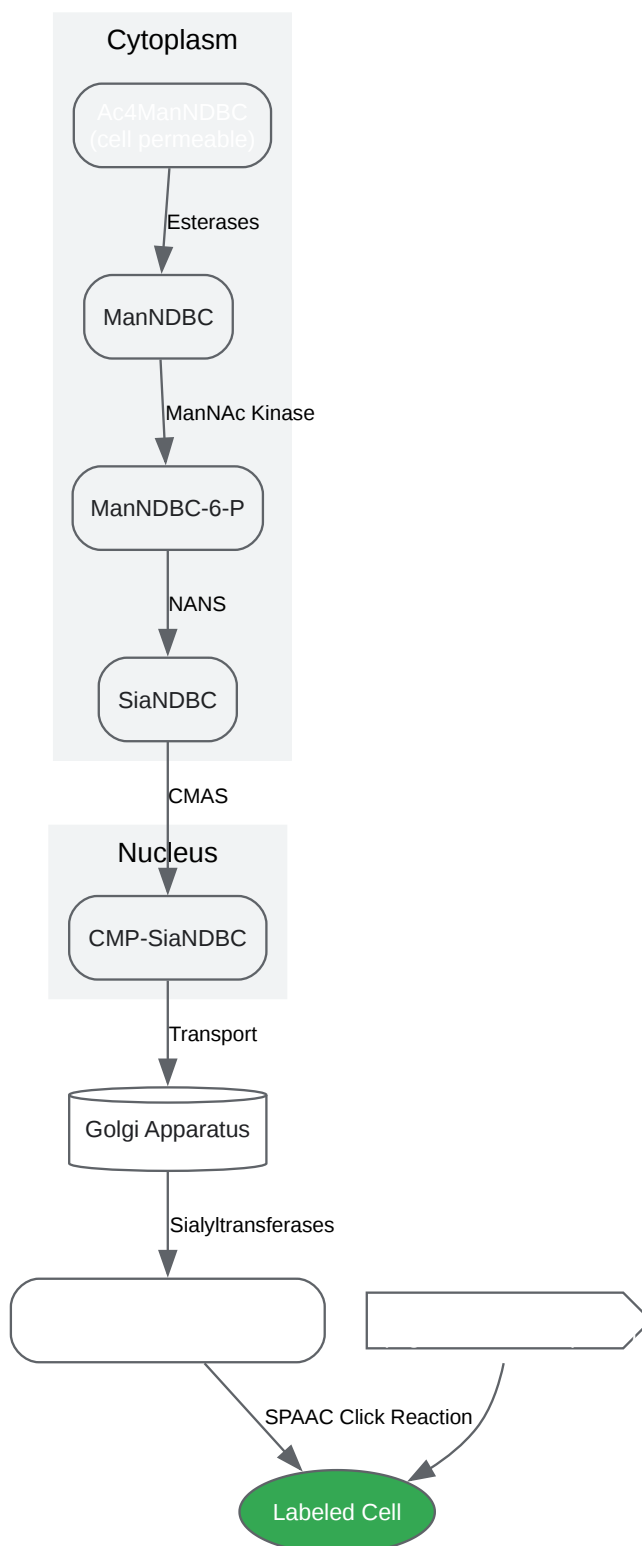 Cytoplasm
Ac4ManNDBC
(cell permeable)
Esterases
ManNDBC
ManNAc Kinase
ManNDBC-6-P
NANS
SiaNDBC
CMAS
Nucleus
CMP-SiaNDBC
Transport
Golgi Apparatus
Sialyltransferases
SPAAC Click Reaction
Labeled Cell